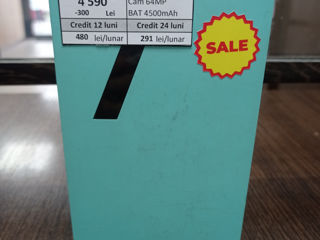 4 590 Cam 64MP
-300 Lei BAT 4500mAh
Credit 12 luni Credit 24 luni
480 lei/lunar 291 lei/lunar
SALE
7